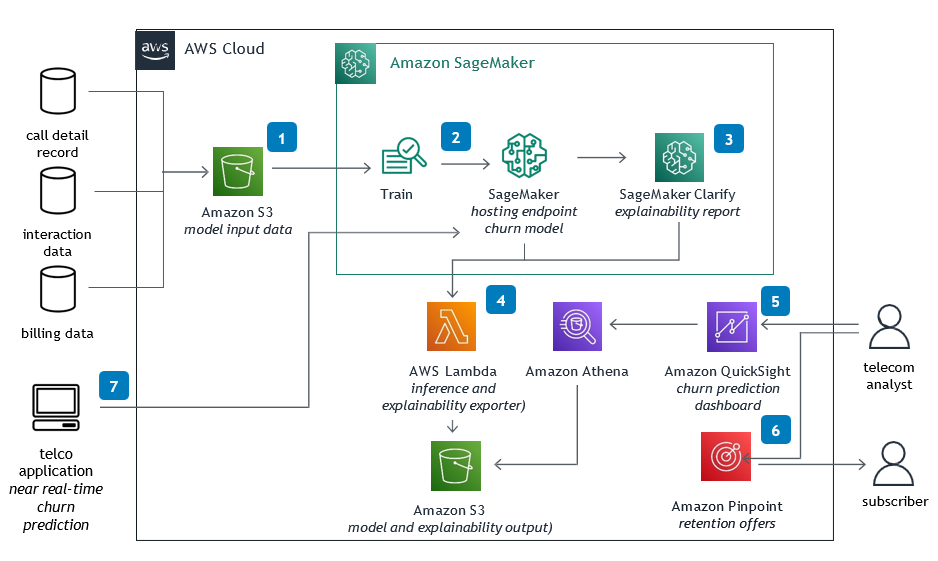 aws
AWS Cloud
Amazon SageMaker
call detail
record
interaction
data
billing data
1
Amazon S3
model input data
Train
2
SageMaker
hosting endpoint
churn model
3
SageMaker Clarify
explainability report
4
AWS Lambda
inference and
explainability exporter)
Amazon Athena
5
Amazon QuickSight
churn prediction
dashboard
telecom
analyst
7
telco
application
near real-time
churn
prediction
Amazon S3
model and explainability output)
6
Amazon Pinpoint
retention offers
subscriber